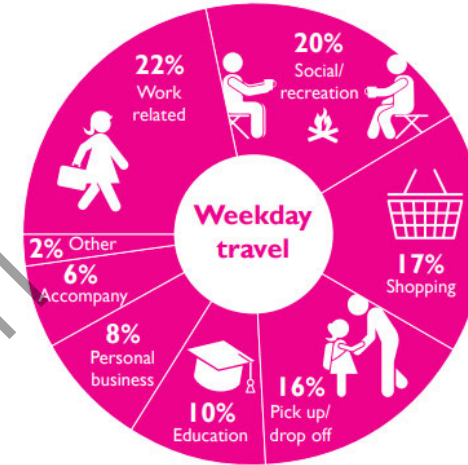 20%
Social/
recreation
17%
Shopping
16%
Pick up/
drop off
10%
Education
8%
Personal
business
6%
Accompany
2% Other
22%
Work
related
Weekday
travel